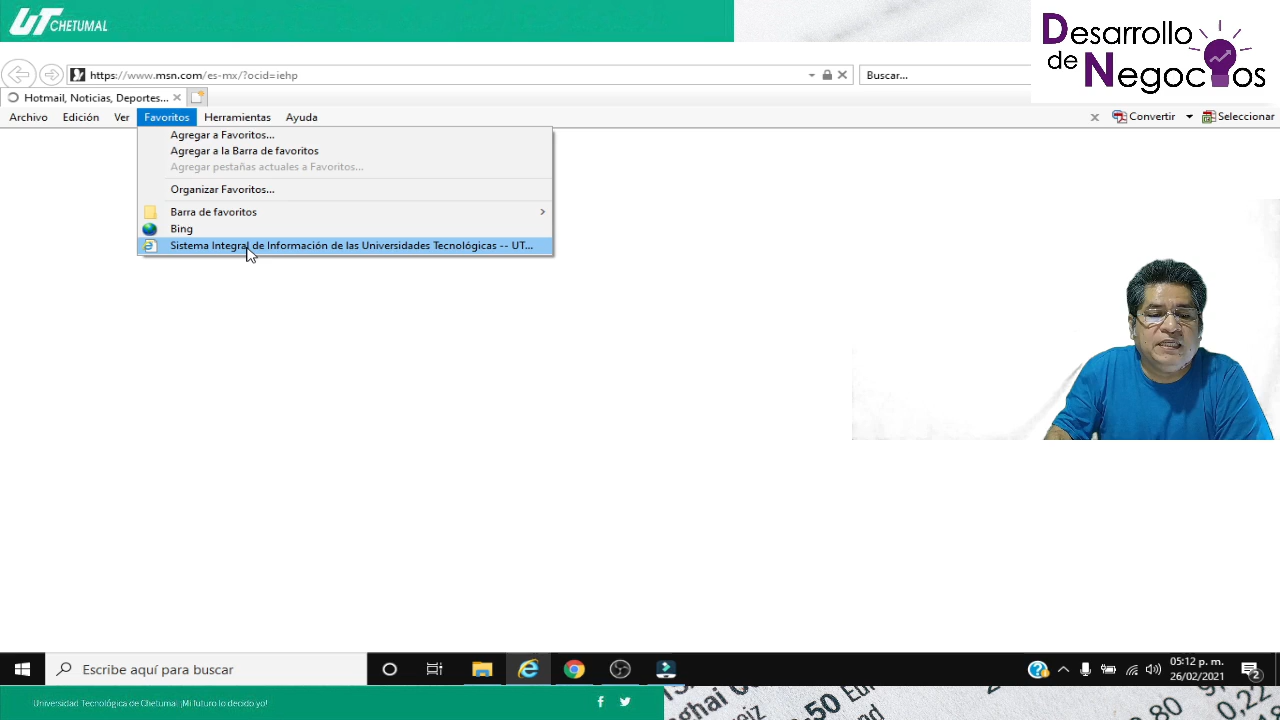 UT CHETUMAL
Desarrollo
de Negocios
https://www.msn.com/es-mx/?ocid=iehp
Buscar...
Hotmail, Noticias, Deportes...
Archivo Edición Ver Favoritos Herramientas Ayuda
Convertir Seleccionar
Agregar a Favoritos...
Agregar a la Barra de favoritos
Agregar pestañas actuales a Favoritos...
Organizar Favoritos...
Barra de favoritos
Bing
Sistema Integral de Información de las Universidades Tecnológicas -- UT...
Escribe aquí para buscar
05:12 p. m.
26/02/2021
2
Universidad Tecnológica de Chetumal ¡Mi futuro lo decido yo!